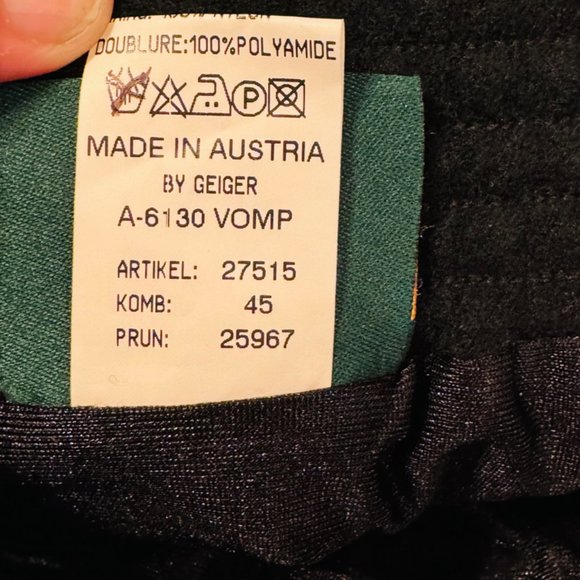 DOUBLURE:100%POLYAMIDE
P
MADE IN AUSTRIA
BY GEIGER
A-6130 VOMP
ARTIKEL: 27515
KOMB: 45
PRUN: 25967